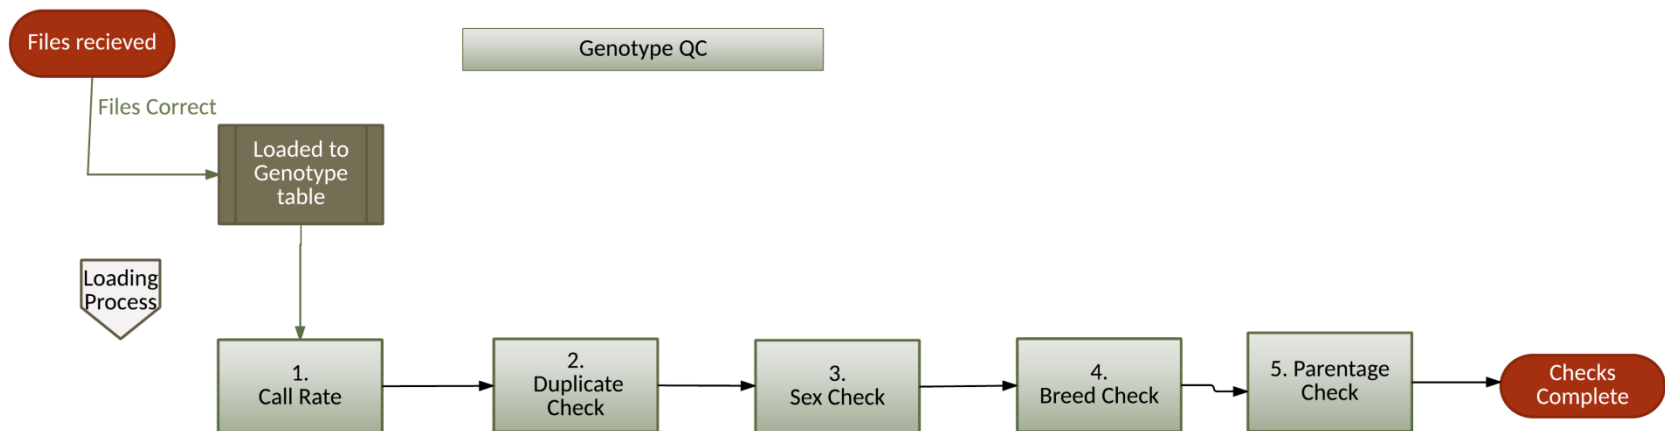 Files recieved
Genotype QC
Files Correct
Loaded to
Genotype
table
Loading
Process
1.
Call Rate
2.
Duplicate
Check
3.
Sex Check
4.
Breed Check
5. Parentage
Check
Checks
Complete